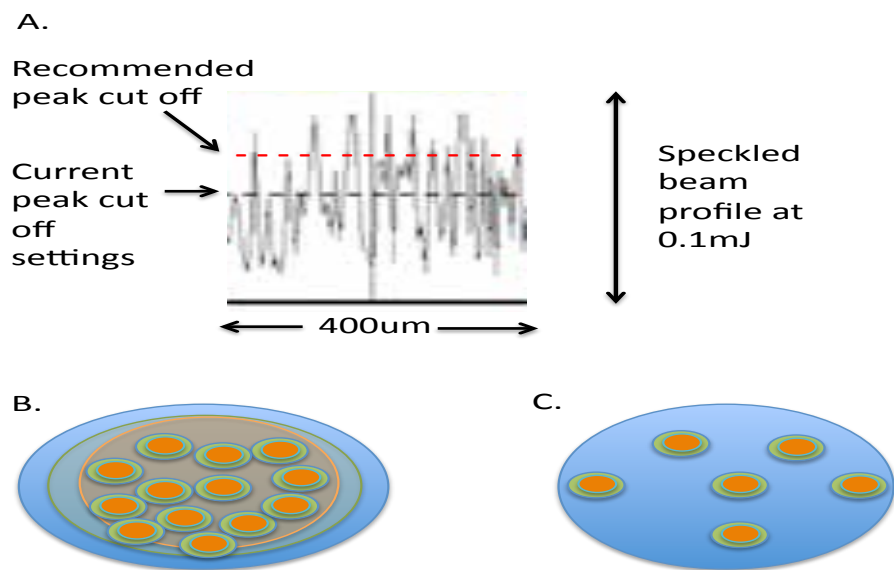 A.
Recommended
peak cut off
Current
peak cut
off
settings
Speckled
beam
profile at
0.1mJ
400um
B.
C.